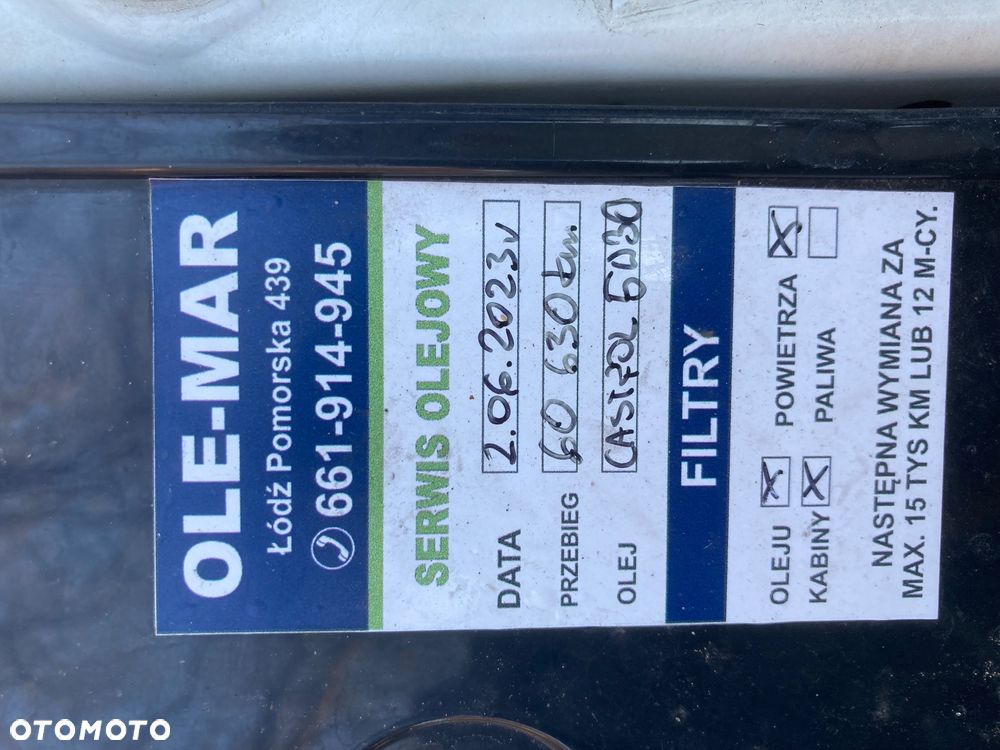 OLE-MAR
Łódź Pomorska 439
661-914-945
SERWIS OLEJOWY
DATA 2.06.2023r
PRZEBIEG 60 630 km.
OLEJ CASTROL 5W30
FILTRY
OLEJU X POWIETRZA X
KABINY X PALIWA
NASTĘPNA WYMIANA ZA
MAX. 15 TYS KM LUB 12 M-CY.
OTOMOTO